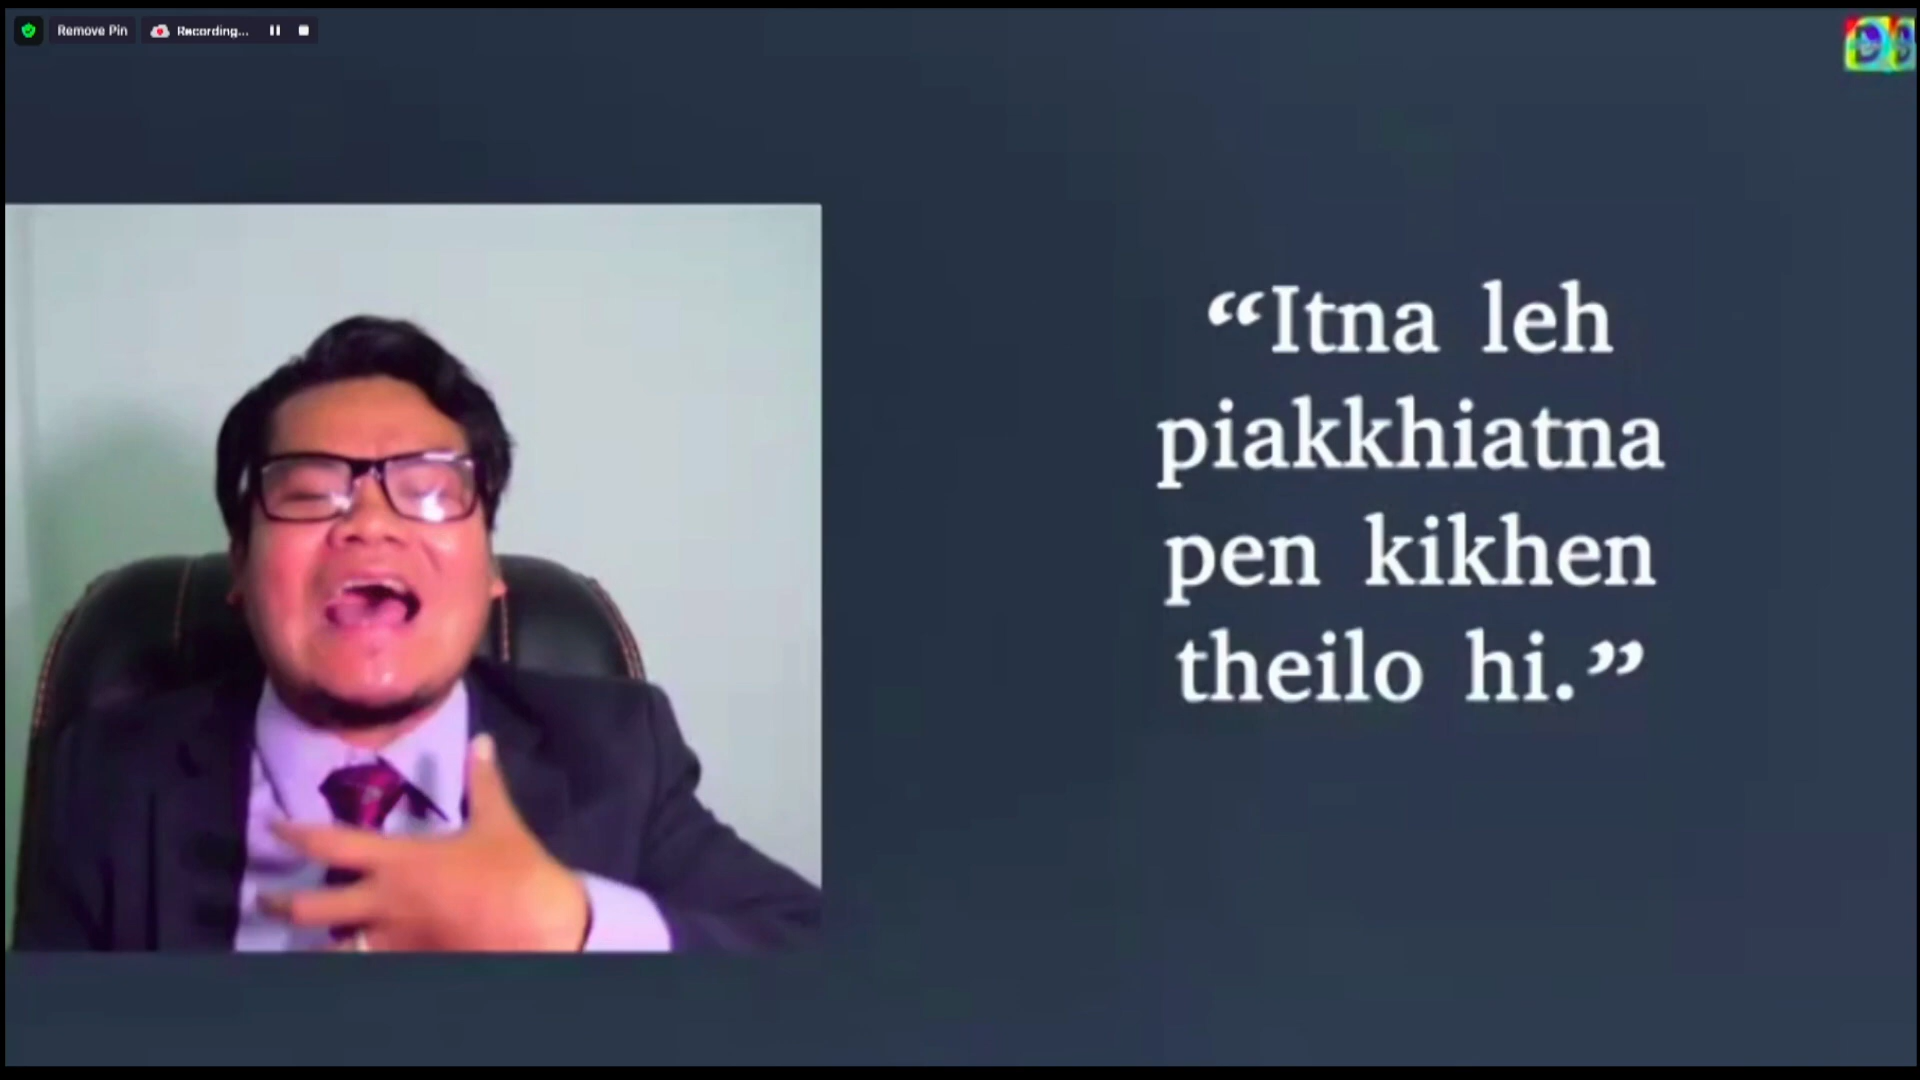 Remove Pin
Recording...
“Itna leh
piakkhiatna
pen kikhen
theilo hi.”